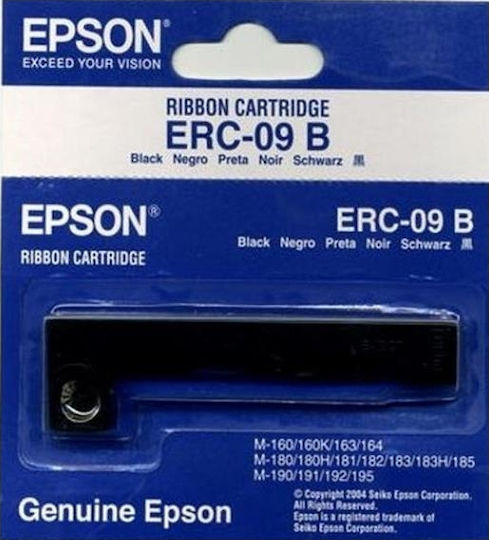 EPSON®
EXCEED YOUR VISION
RIBBON CARTRIDGE
ERC-09 B
Black Negro Preta Noir Schwarz 黒
EPSON®
RIBBON CARTRIDGE
ERC-09 B
Black Negro Preta Noir Schwarz 黒
M-160/160K/163/164
M-180/180H/181/182/183/183H/185
M-190/191/192/195
Genuine Epson
© Copyright 2004 Seiko Epson Corporation.
All Rights Reserved.
Epson is a registered trademark of
Seiko Epson Corporation.